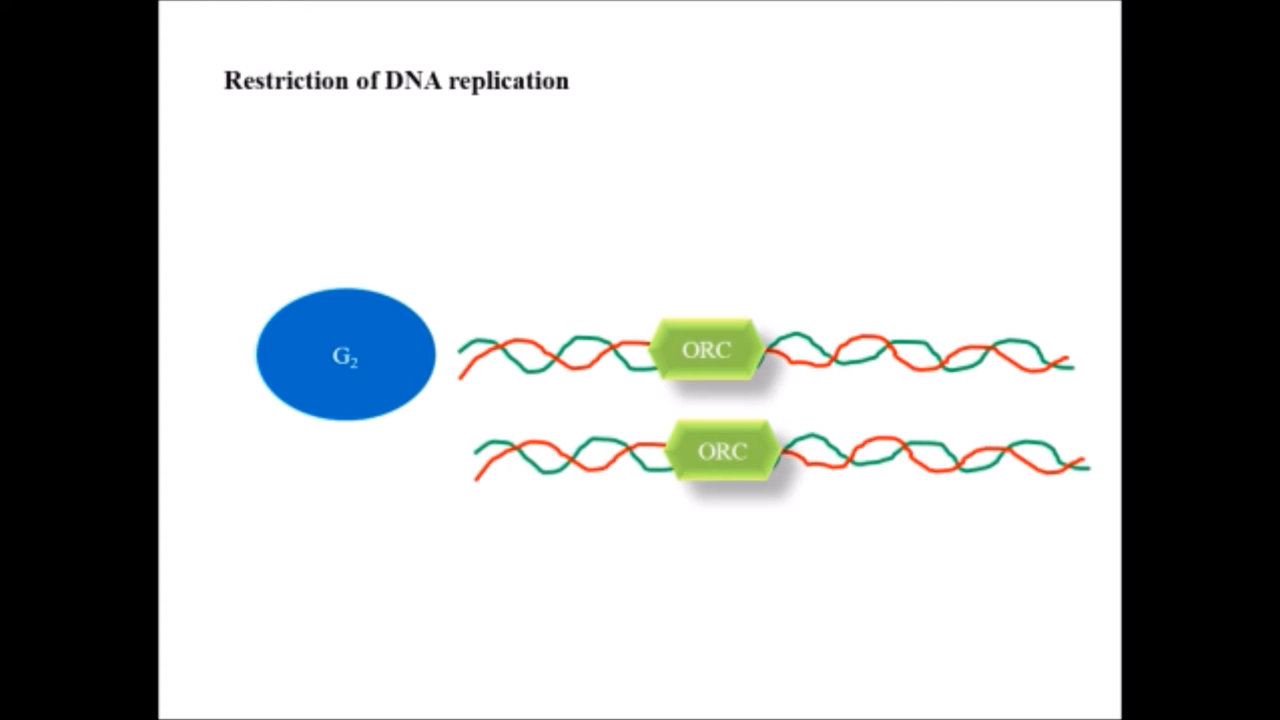 Restriction of DNA replication
G₂
ORC
ORC